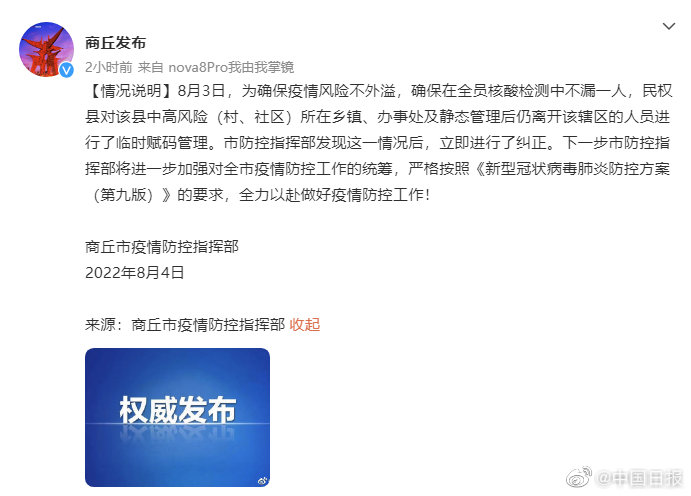 商丘发布
2小时前 来自 nova8Pro我由我掌镜
【情况说明】8月3日，为确保疫情风险不外溢，确保在全员核酸检测中不漏一人，民权
县对该县中高风险（村、社区）所在乡镇、办事处及静态管理后仍离开该辖区的人员进
行了临时赋码管理。市防控指挥部发现这一情况后，立即进行了纠正。下一步市防控指
挥部将进一步加强对全市疫情防控工作的统筹，严格按照《新型冠状病毒肺炎防控方案
（第九版）》的要求，全力以赴做好疫情防控工作！
商丘市疫情防控指挥部
2022年8月4日
来源：商丘市疫情防控指挥部 收起
权威发布
@中国日报